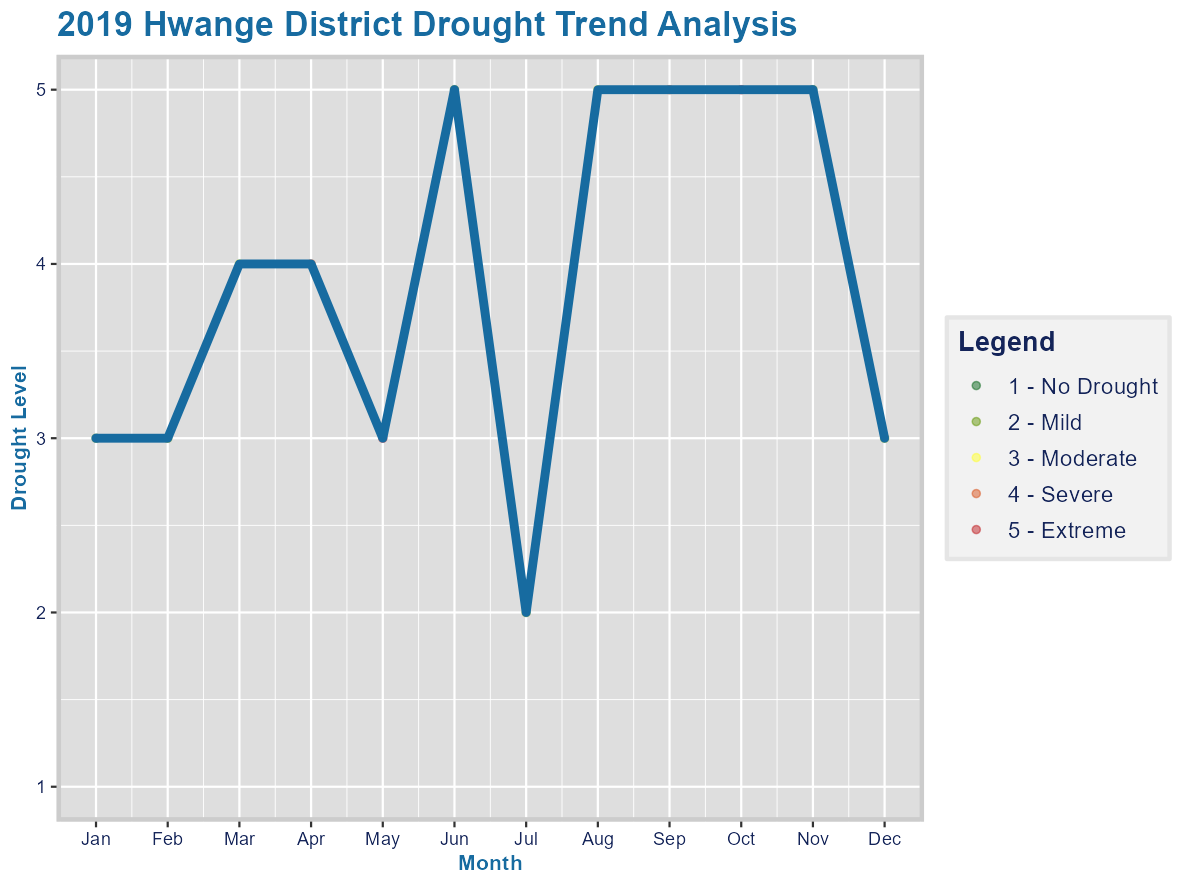 2019 Hwange District Drought Trend Analysis
Drought Level
5
4
3
2
1
Jan Feb Mar Apr May Jun Jul Aug Sep Oct Nov Dec
Month
Legend
1 - No Drought
2 - Mild
3 - Moderate
4 - Severe
5 - Extreme